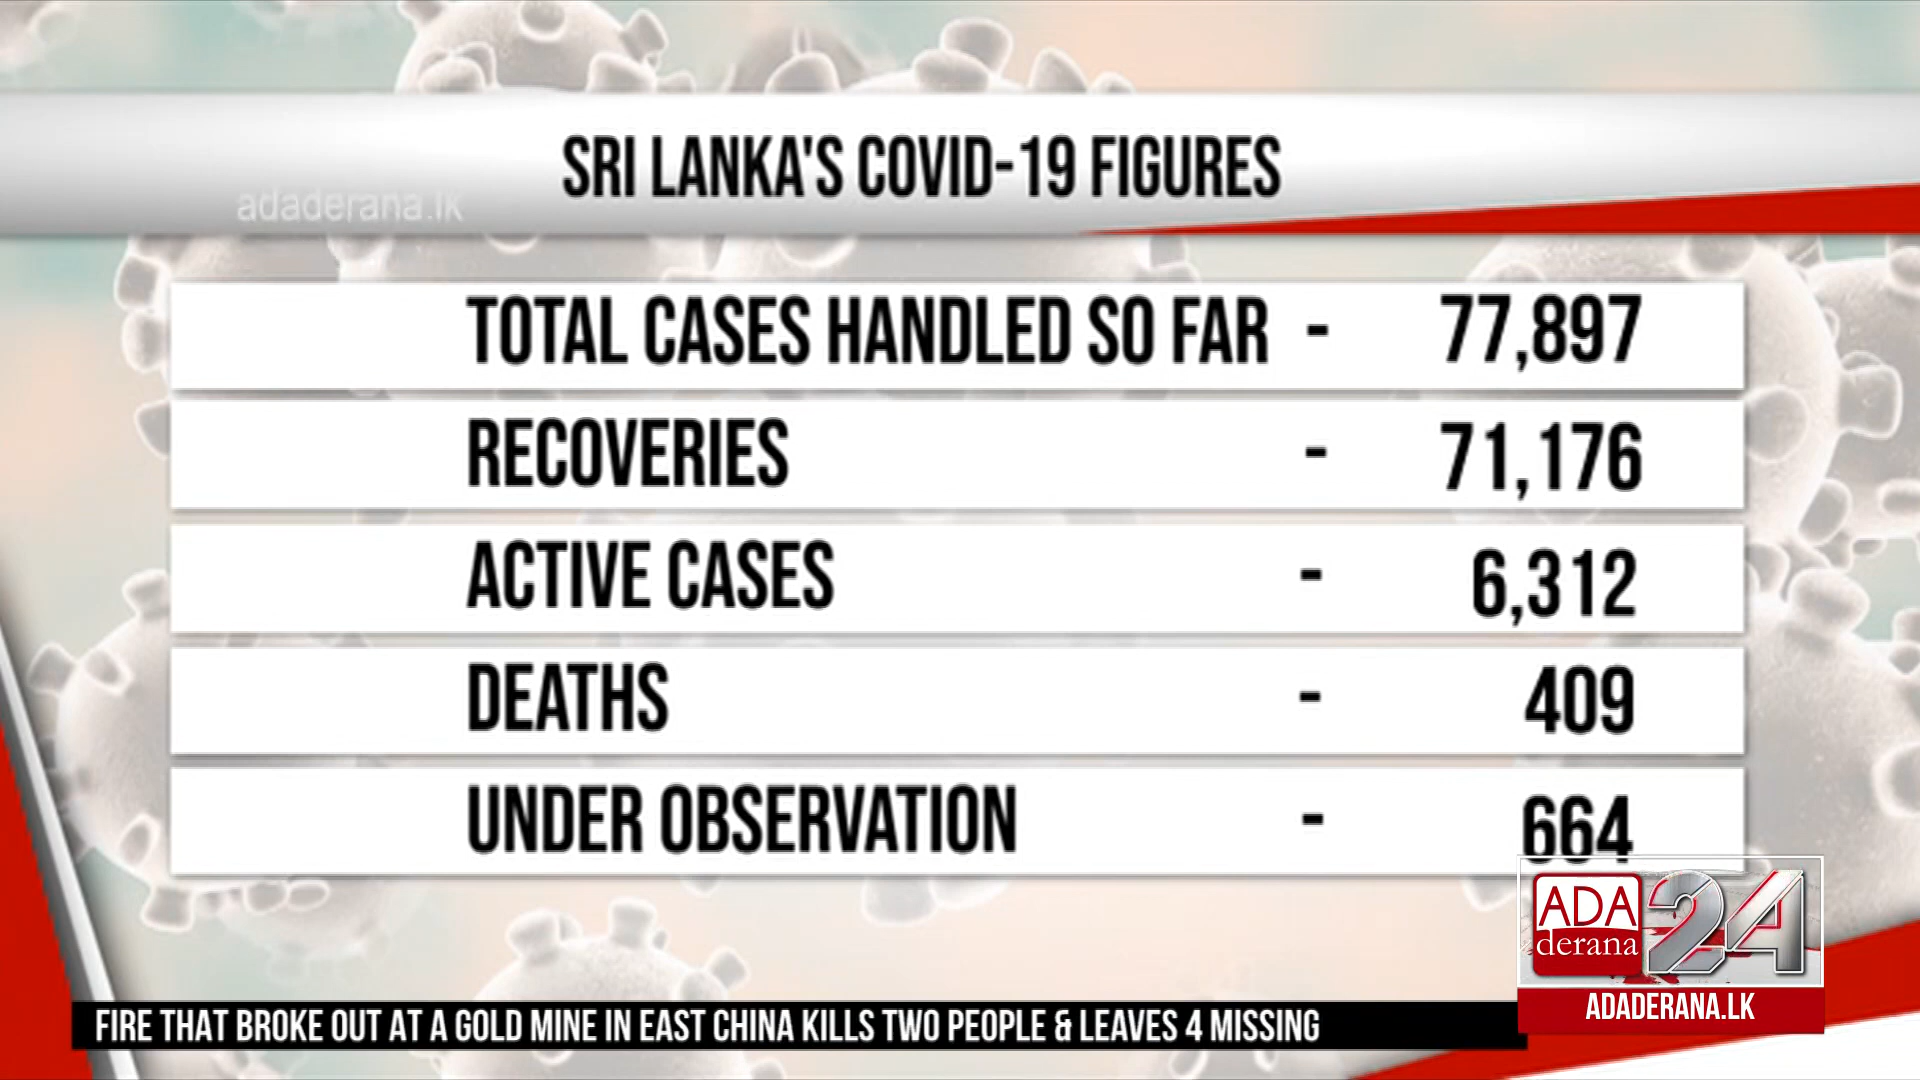 SRI LANKA'S COVID-19 FIGURES
adaderana.lk
TOTAL CASES HANDLED SO FAR - 77,897
RECOVERIES - 71,176
ACTIVE CASES - 6,312
DEATHS - 409
UNDER OBSERVATION - 664
ADA
derana
24
ADADERANA.LK
FIRE THAT BROKE OUT AT A GOLD MINE IN EAST CHINA KILLS TWO PEOPLE & LEAVES 4 MISSING